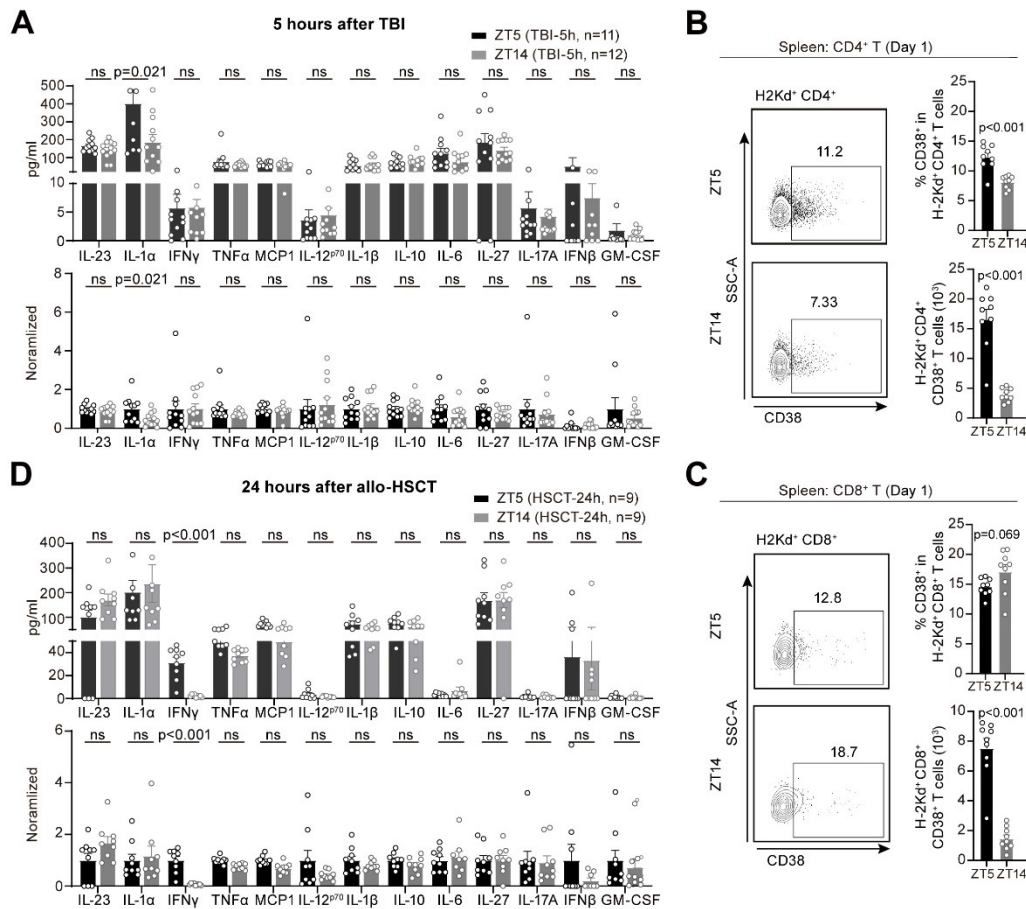 A
5 hours after TBI
ZT5 (TBI-5h, n=11)
ZT14 (TBI-5h, n=12)
ns p=0.021 ns ns ns ns ns ns ns ns ns ns ns
pg/ml
500
400
300
200
100
10
5
0
IL-23 IL-1α IFNγ TNFα MCP1 IL-12p70 IL-1β IL-10 IL-6 IL-27 IL-17A IFNβ GM-CSF
ns p=0.021 ns ns ns ns ns ns ns ns ns ns ns
Noramlized
8
6
4
2
0
IL-23 IL-1α IFNγ TNFα MCP1 IL-12p70 IL-1β IL-10 IL-6 IL-27 IL-17A IFNβ GM-CSF
B
Spleen: CD4+ T (Day 1)
H2Kd+ CD4+
ZT5
11.2
ZT14
7.33
SSC-A
CD38
% CD38+ in
H-2Kd+ CD4+ T cells
25
20
15
10
5
0
p<0.001
ZT5 ZT14
H-2Kd+ CD4+
CD38+ T cells (10³)
25
20
15
10
5
0
p<0.001
ZT5 ZT14
D
24 hours after allo-HSCT
ZT5 (HSCT-24h, n=9)
ZT14 (HSCT-24h, n=9)
ns ns p<0.001 ns ns ns ns ns ns ns ns ns ns
pg/ml
400
300
200
100
40
20
0
IL-23 IL-1α IFNγ TNFα MCP1 IL-12p70 IL-1β IL-10 IL-6 IL-27 IL-17A IFNβ GM-CSF
ns ns p<0.001 ns ns ns ns ns ns ns ns ns ns
Noramlized
6
4
2
0
IL-23 IL-1α IFNγ TNFα MCP1 IL-12p70 IL-1β IL-10 IL-6 IL-27 IL-17A IFNβ GM-CSF
C
Spleen: CD8+ T (Day 1)
H2Kd+ CD8+
ZT5
12.8
ZT14
18.7
SSC-A
CD38
% CD38+ in
H-2Kd+ CD8+ T cells
25
20
15
10
5
0
p=0.069
ZT5 ZT14
H-2Kd+ CD8+
CD38+ T cells (10³)
10
8
6
4
2
0
p<0.001
ZT5 ZT14